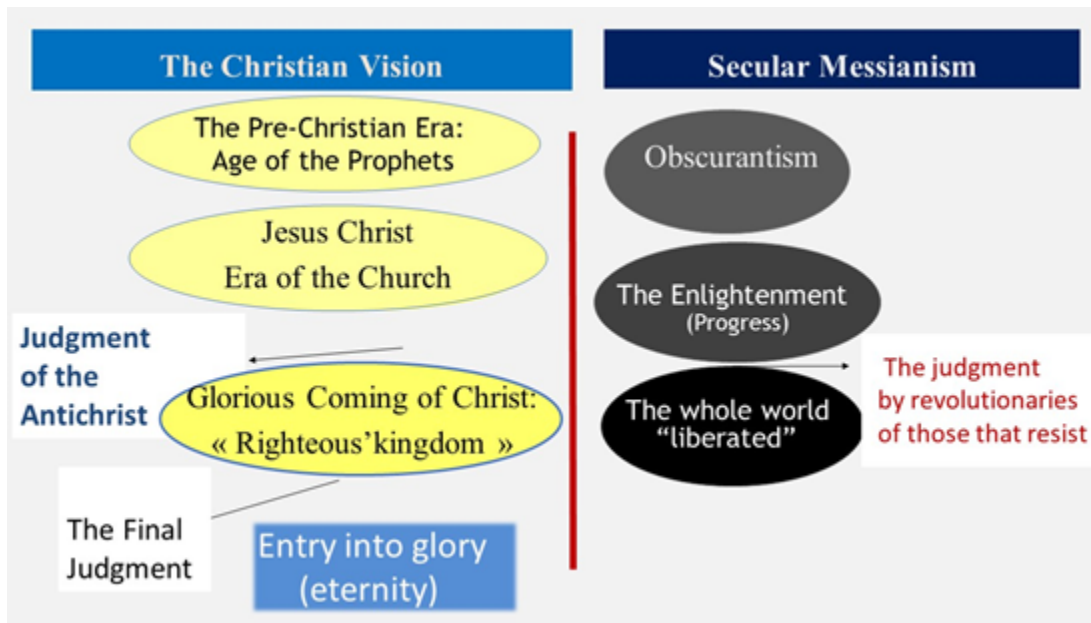 The Christian Vision
The Pre-Christian Era:
Age of the Prophets
Jesus Christ
Era of the Church
Judgment
of the
Antichrist
Glorious Coming of Christ:
« Righteous'kingdom »
The Final
Judgment
Entry into glory
(eternity)
Secular Messianism
Obscurantism
The Enlightenment
(Progress)
The judgment
by revolutionaries
of those that resist
The whole world
“liberated”